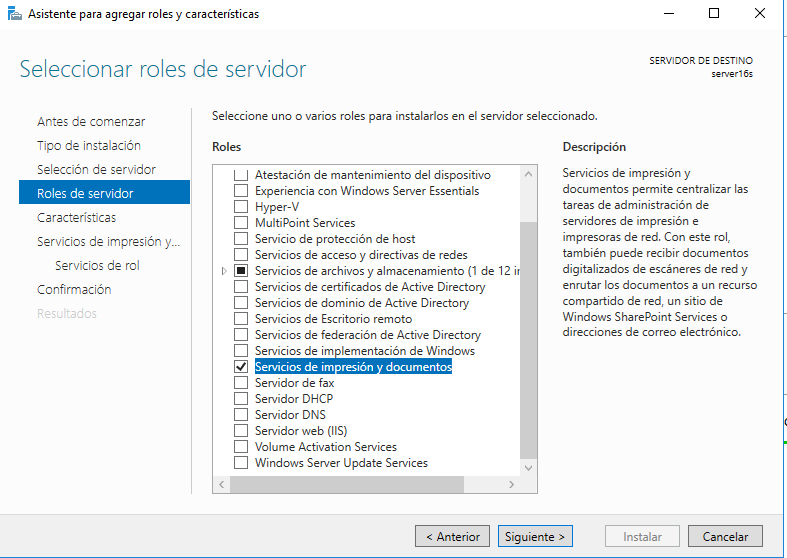 Asistente para agregar roles y características
Seleccionar roles de servidor
SERVIDOR DE DESTINO
server16s
Antes de comenzar
Tipo de instalación
Selección de servidor
Roles de servidor
Características
Servicios de impresión y...
Servicios de rol
Confirmación
Resultados
Seleccione uno o varios roles para instalarlos en el servidor seleccionado.
Roles
Atestación de mantenimiento del dispositivo
Experiencia con Windows Server Essentials
Hyper-V
MultiPoint Services
Servicio de protección de host
Servicios de acceso y directivas de redes
Servicios de archivos y almacenamiento (1 de 12 in
Servicios de certificados de Active Directory
Servicios de dominio de Active Directory
Servicios de Escritorio remoto
Servicios de federación de Active Directory
Servicios de implementación de Windows
Servicios de impresión y documentos
Servidor de fax
Servidor DHCP
Servidor DNS
Servidor web (IIS)
Volume Activation Services
Windows Server Update Services
Descripción
Servicios de impresión y
documentos permite centralizar las
tareas de administración de
servidores de impresión e
impresoras de red. Con este rol,
también puede recibir documentos
digitalizados de escáneres de red y
enrutar los documentos a un recurso
compartido de red, un sitio de
Windows SharePoint Services o
direcciones de correo electrónico.
< Anterior
Siguiente >
Instalar
Cancelar